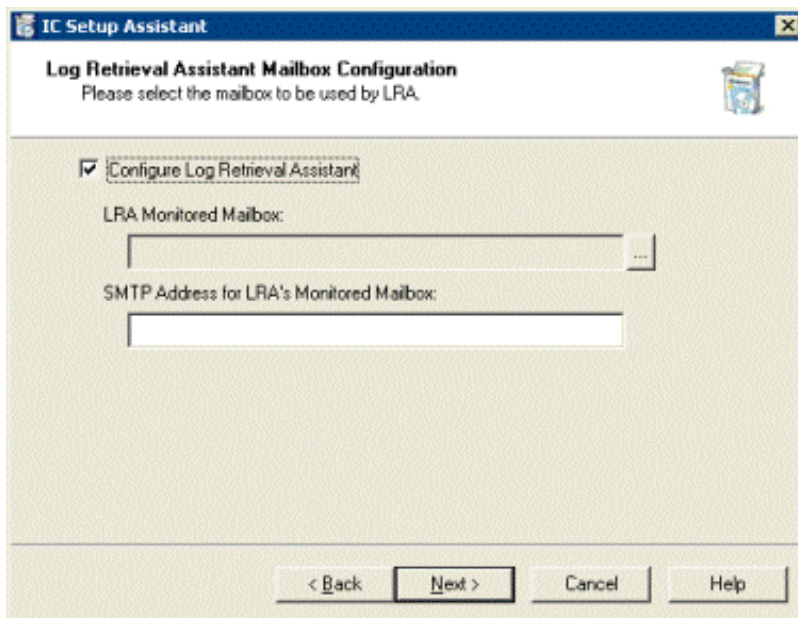 IC Setup Assistant
Log Retrieval Assistant Mailbox Configuration
Please select the mailbox to be used by LRA.
Configure Log Retrieval Assistant
LRA Monitored Mailbox:
...
SMTP Address for LRA's Monitored Mailbox:
< Back Next > Cancel Help